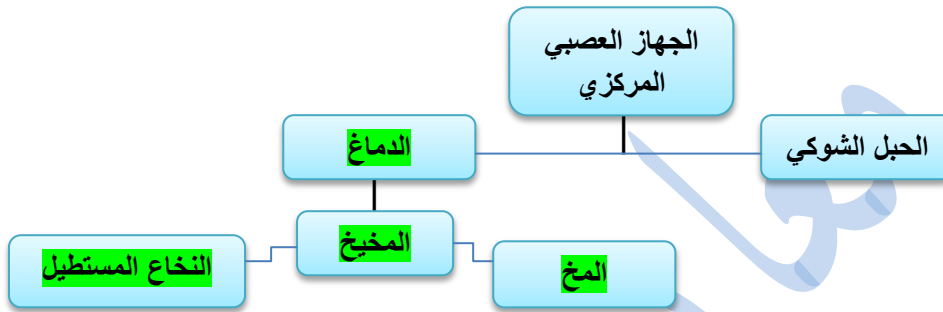 الجهاز العصبي
المركزي
الحبل الشوكي
الدماغ
المخ
المخيخ
النخاع المستطيل